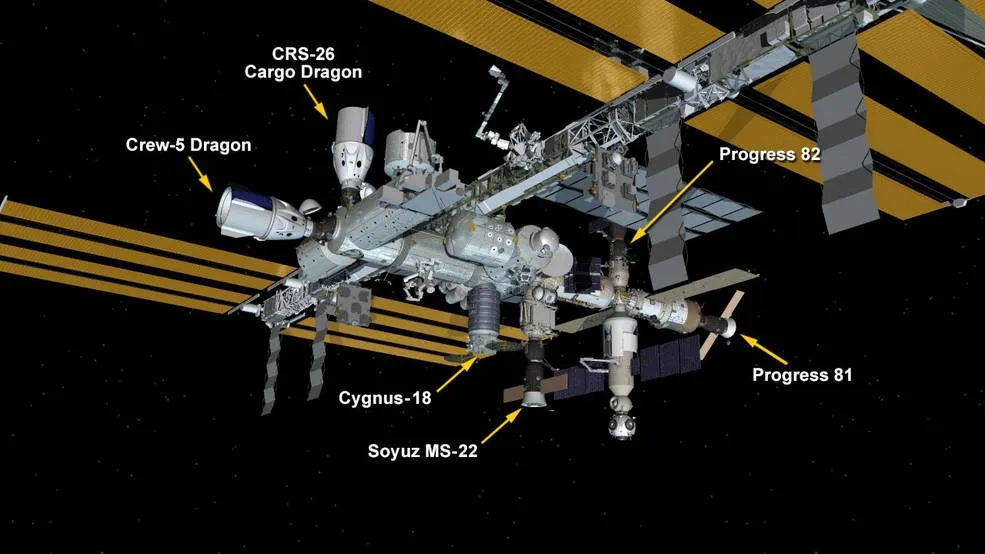 CRS-26
Cargo Dragon
Crew-5 Dragon
Progress 82
Progress 81
Cygnus-18
Soyuz MS-22